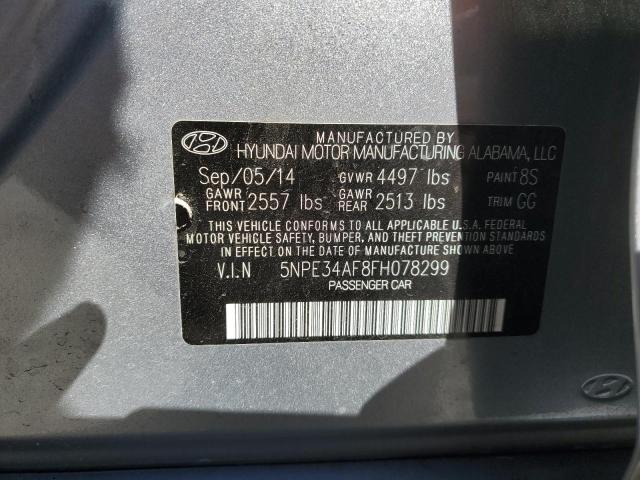 MANUFACTURED BY
HYUNDAI MOTOR MANUFACTURING ALABAMA, LLC
Sep/05/14 GVWR 4497 lbs PAINT 8S
GAWR FRONT 2557 lbs GAWR REAR 2513 lbs TRIM GG
THIS VEHICLE CONFORMS TO ALL APPLICABLE U.S.A. FEDERAL
MOTOR VEHICLE SAFETY, BUMPER, AND THEFT PREVENTION STANDARDS
IN EFFECT ON THE DATE OF MANUFACTURE SHOWN ABOVE
V.I.N 5NPE34AF8FH078299
PASSENGER CAR